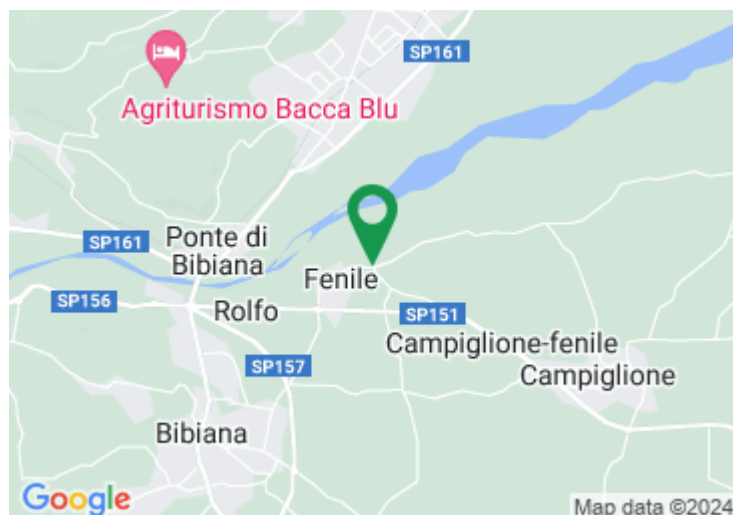 SP161
Agriturismo Bacca Blu
SP161
Ponte di
Bibiana
Fenile
SP156
Rolfo
SP151
Campiglione-fenile
SP157
Campiglione
Bibiana
Google
Map data ©2024